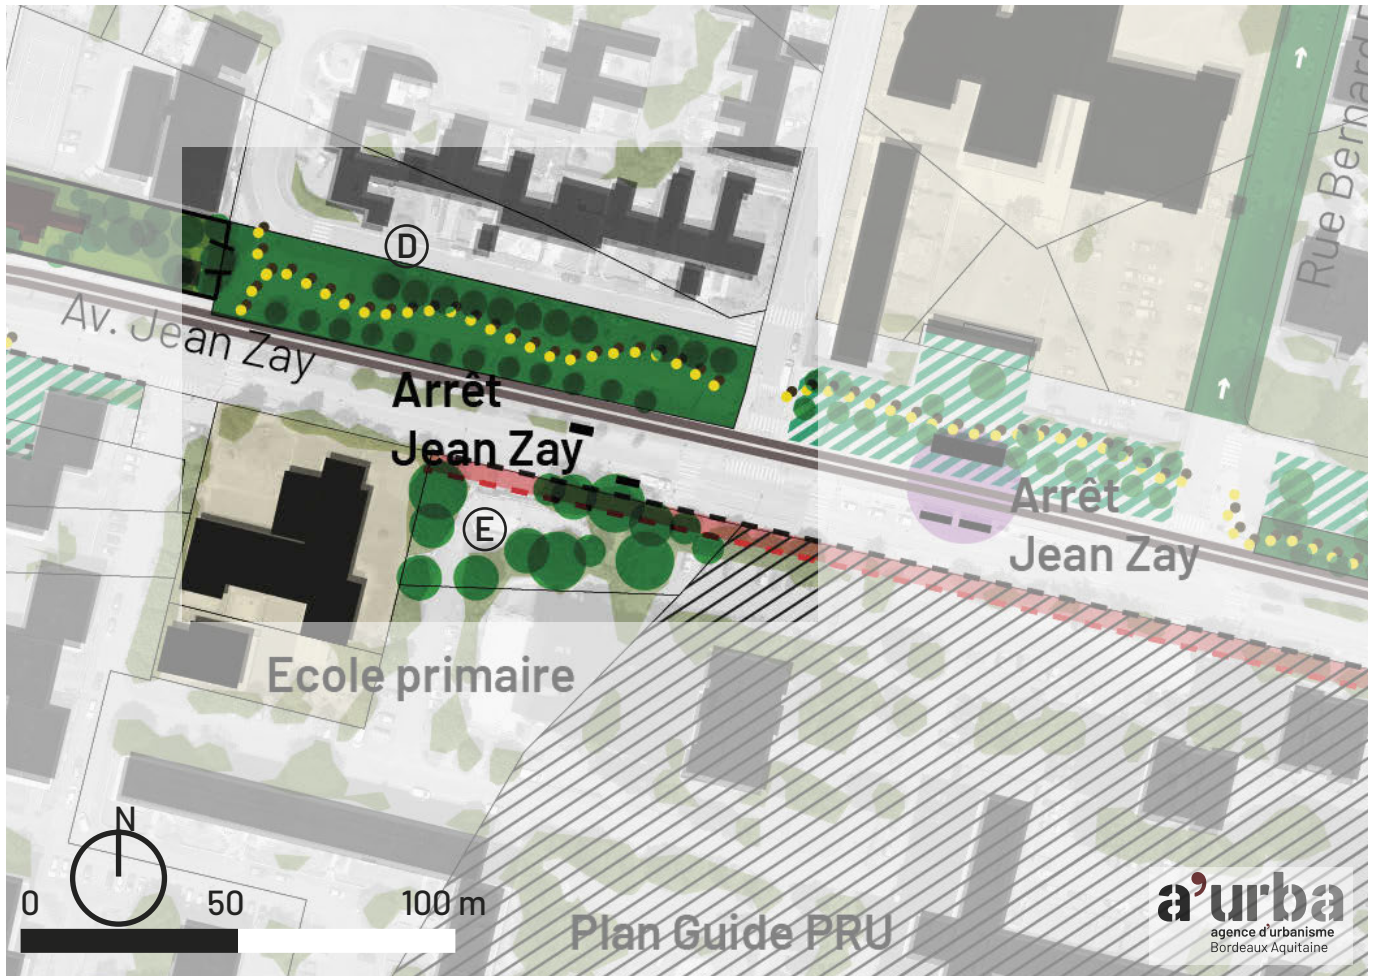 D
Av. Jean Zay
Arrêt
Jean Zay
E
Arrêt
Jean Zay
Rue Bernard
Ecole primaire
N
0 50 100 m
Plan Guide PRU
a'urba
agence d'urbanisme
Bordeaux Aquitaine